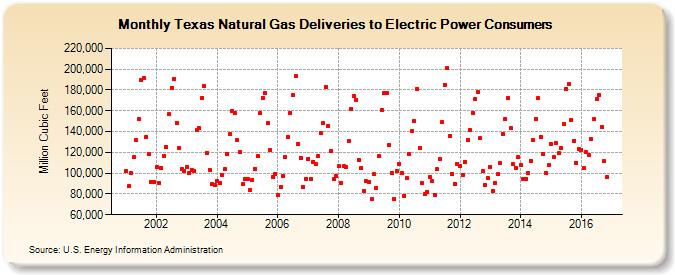 Monthly Texas Natural Gas Deliveries to Electric Power Consumers
Million Cubic Feet
220,000
200,000
180,000
160,000
140,000
120,000
100,000
80,000
60,000
2002 2004 2006 2008 2010 2012 2014 2016
Source: U.S. Energy Information Administration